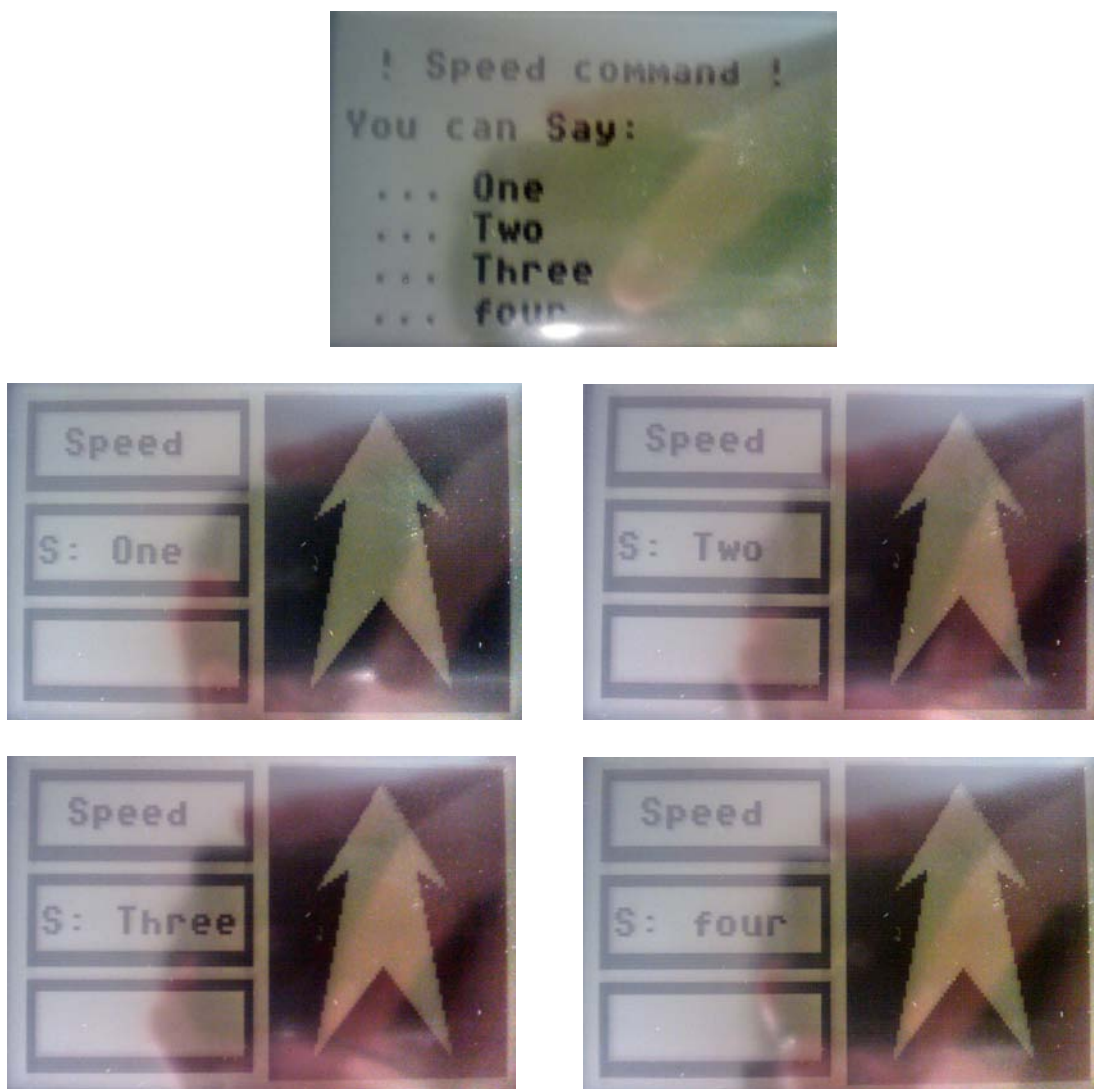 ! Speed command !
You can Say:
... One
... Two
... Three
... four
Speed
S: One
Speed
S: Two
Speed
S: Three
Speed
S: four